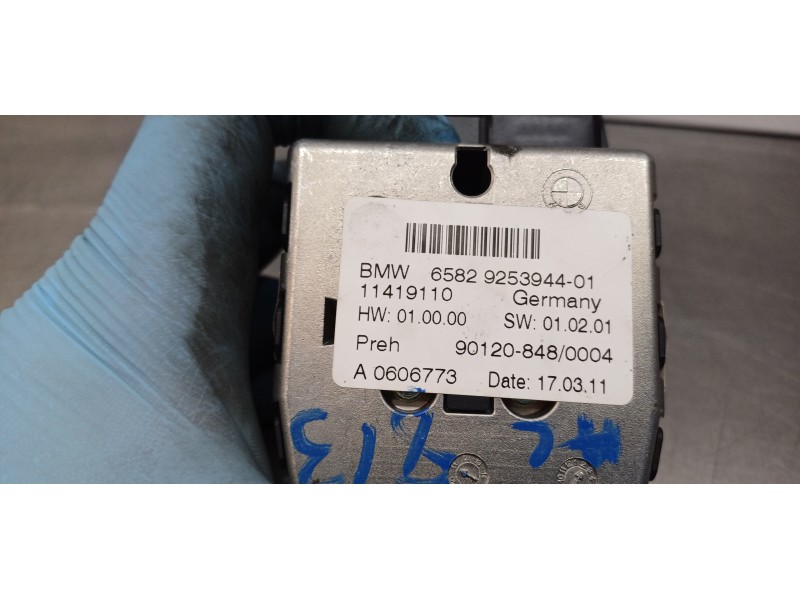 BMW 6582 9253944-01
11419110 Germany
HW: 01.00.00 SW: 01.02.01
Preh 90120-848/0004
A 0606773 Date: 17.03.11
813